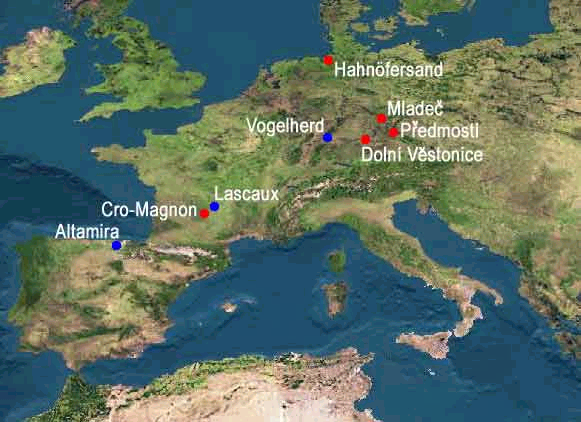 Hahnöfersand
Mladeč
Vogelherd
Předmostí
Dolní Věstonice
Lascaux
Cro-Magnon
Altamira